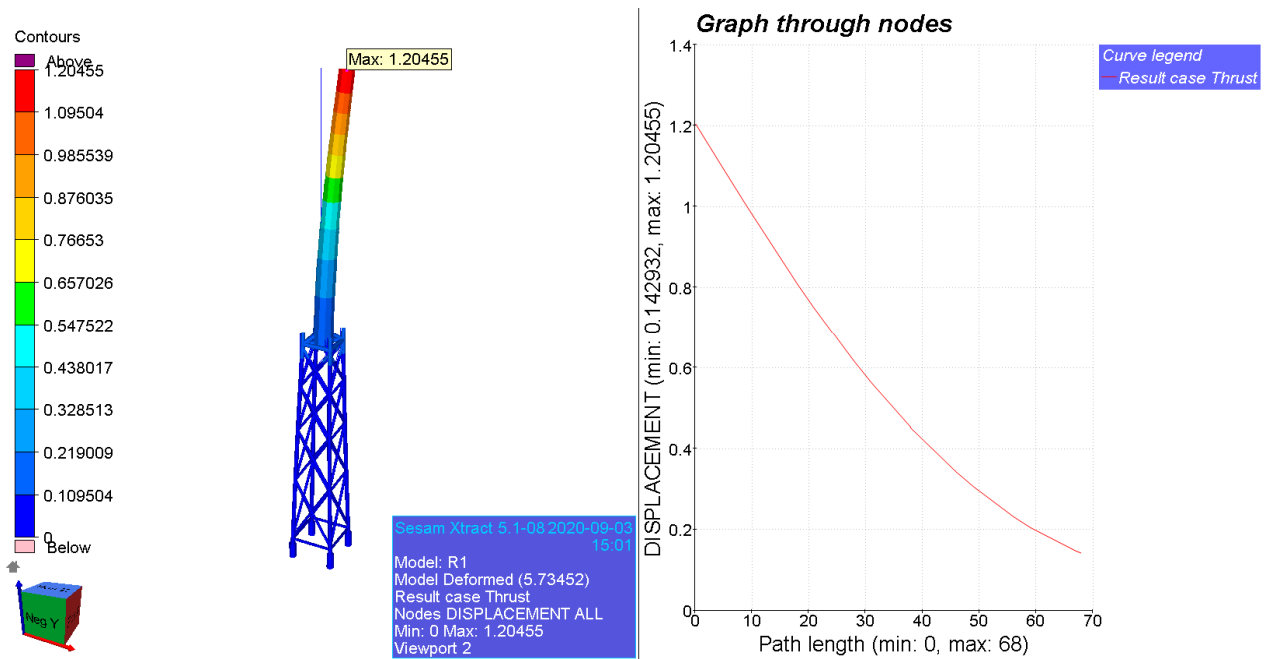 Contours
Above
1.20455
1.09504
0.985539
0.876035
0.76653
0.657026
0.547522
0.438017
0.328513
0.219009
0.109504
0
Below
Neg Y
Max: 1.20455
Sesam Xtract 5.1-08 2020-09-03
15:01
Model: R1
Model Deformed (5.73452)
Result case Thrust
Nodes DISPLACEMENT ALL
Min: 0 Max: 1.20455
Viewport 2
Graph through nodes
Curve legend
Result case Thrust
DISPLACEMENT (min: 0.142932, max: 1.20455)
1.4
1.2
1
0.8
0.6
0.4
0.2
0
0 10 20 30 40 50 60 70
Path length (min: 0, max: 68)